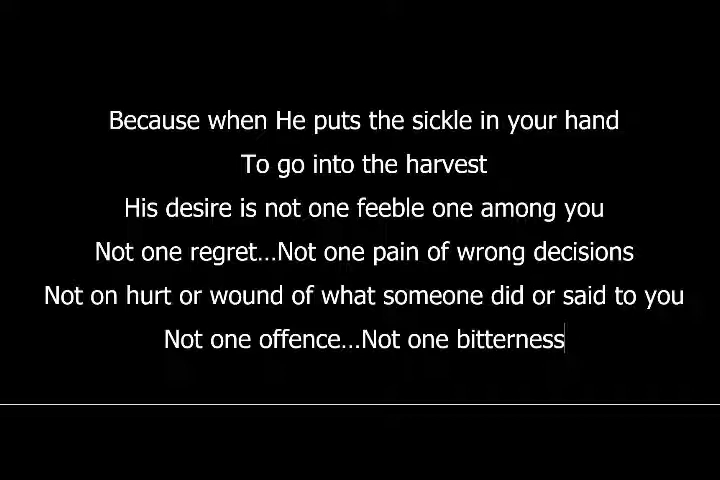 Because when He puts the sickle in your hand
To go into the harvest
His desire is not one feeble one among you
Not one regret...Not one pain of wrong decisions
Not on hurt or wound of what someone did or said to you
Not one offence...Not one bitterness